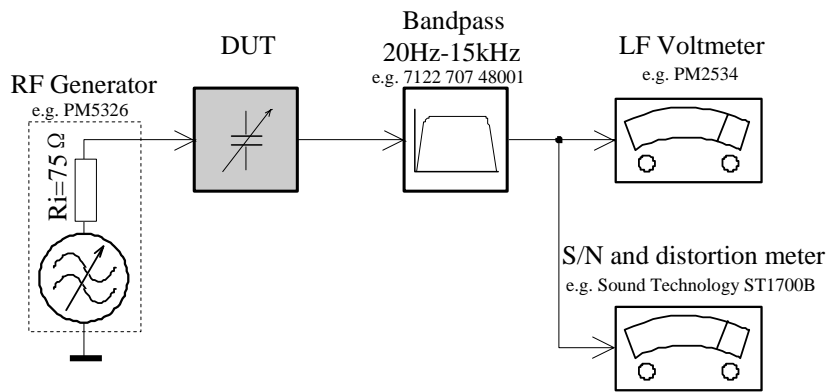 RF Generator
e.g. PM5326
Ri=75 Ω
DUT
Bandpass
20Hz-15kHz
e.g. 7122 707 48001
LF Voltmeter
e.g. PM2534
S/N and distortion meter
e.g. Sound Technology ST1700B